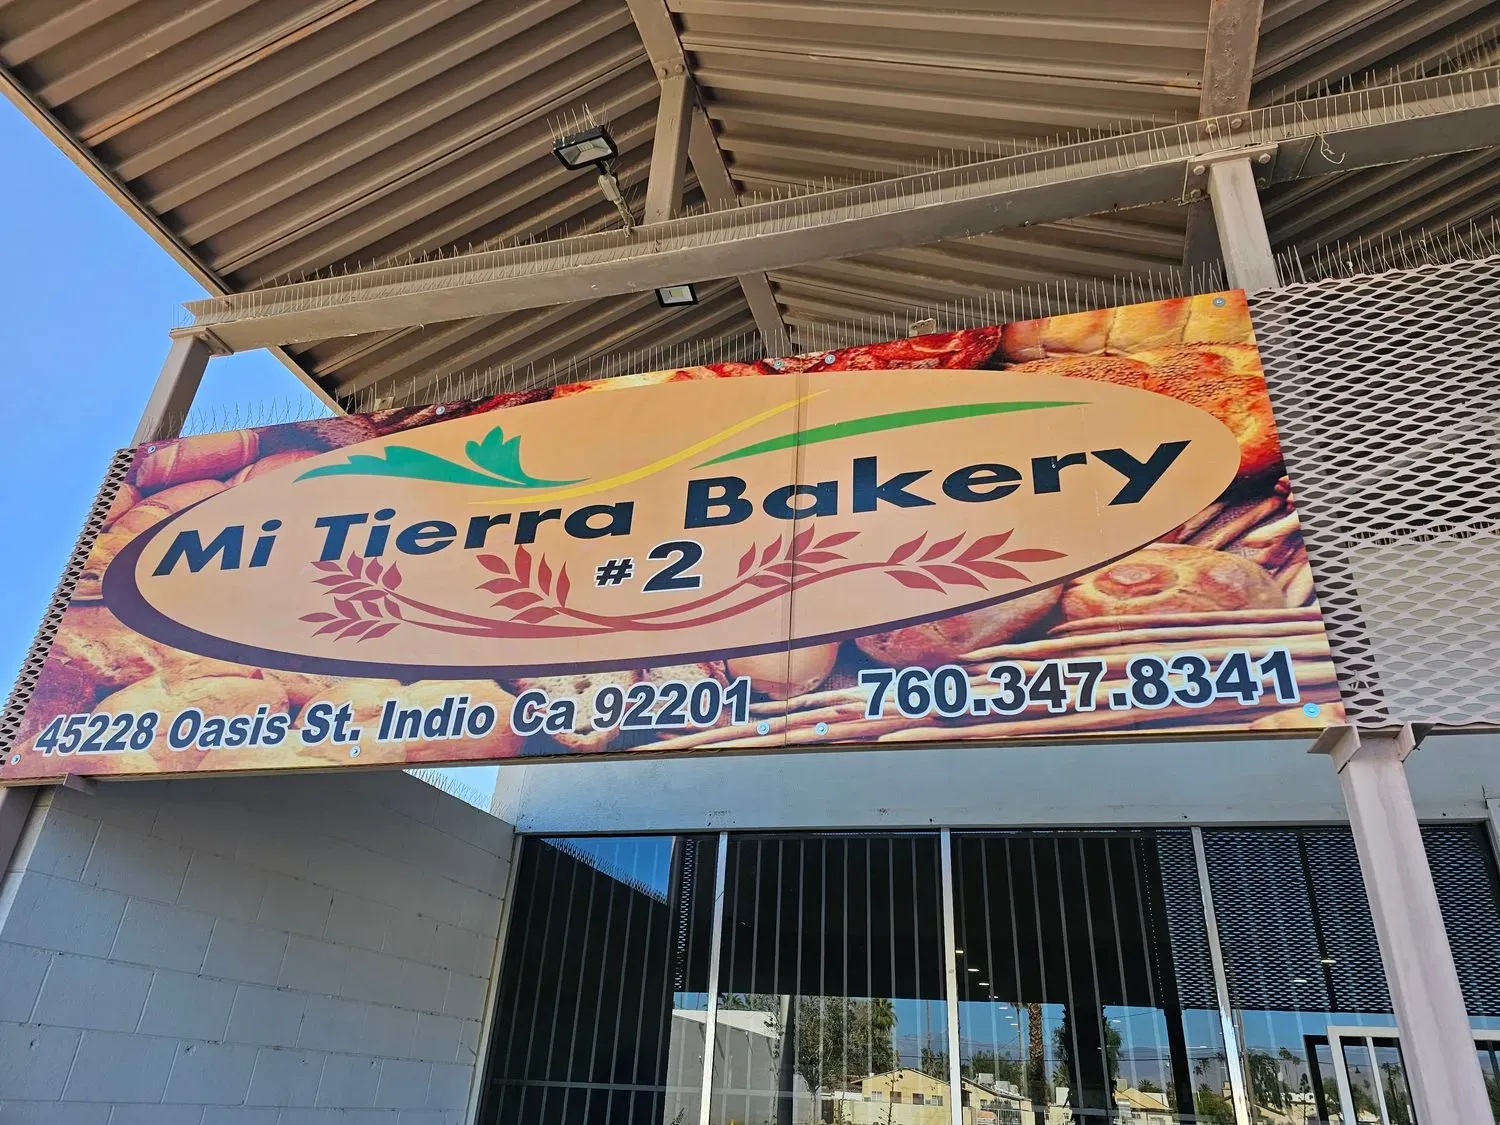 Mi Tierra Bakery
#2
45228 Oasis St. Indio Ca 92201 760.347.8341